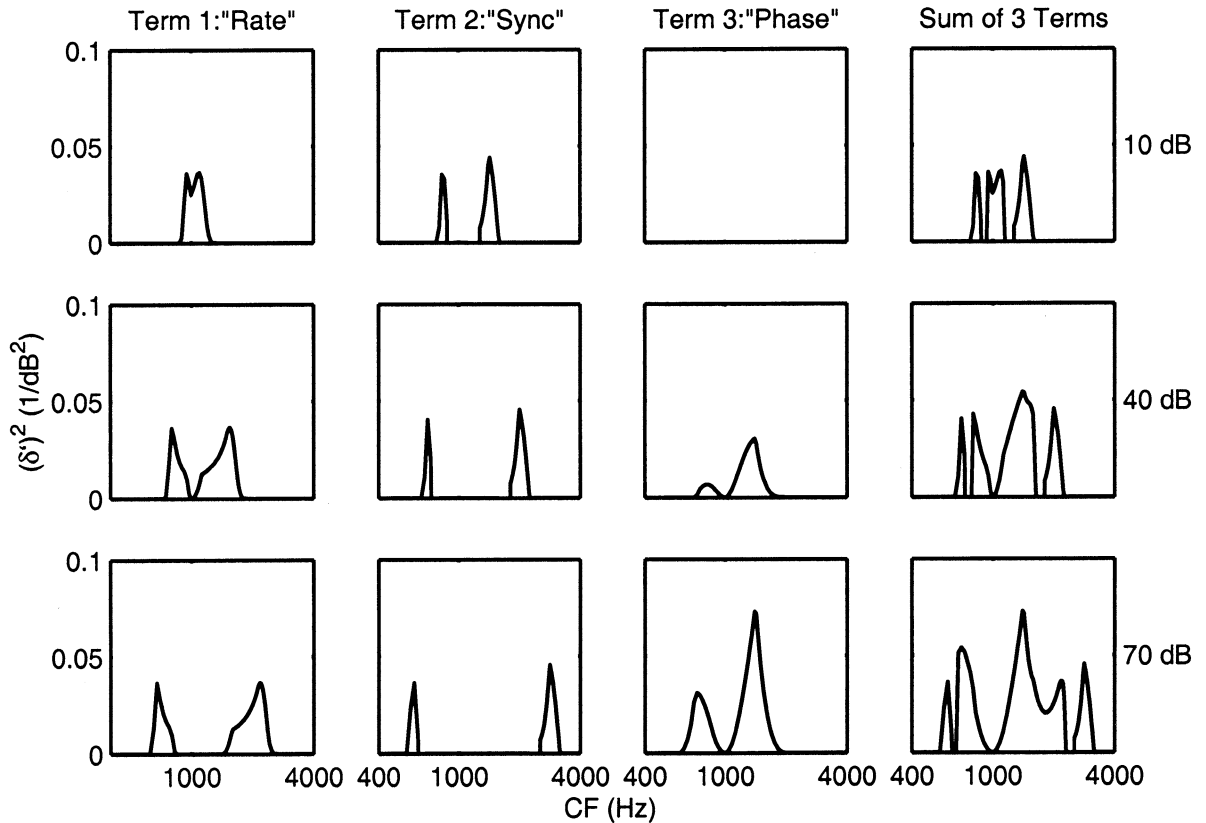 Term 1:"Rate" Term 2:"Sync" Term 3:"Phase" Sum of 3 Terms
0.1
0.05
0
10 dB
0.1
0.05
0
40 dB
(δ‘)² (1/dB²)
0.1
0.05
0
70 dB
1000 4000 400 1000 4000 400 1000 4000 400 1000 4000
CF (Hz)